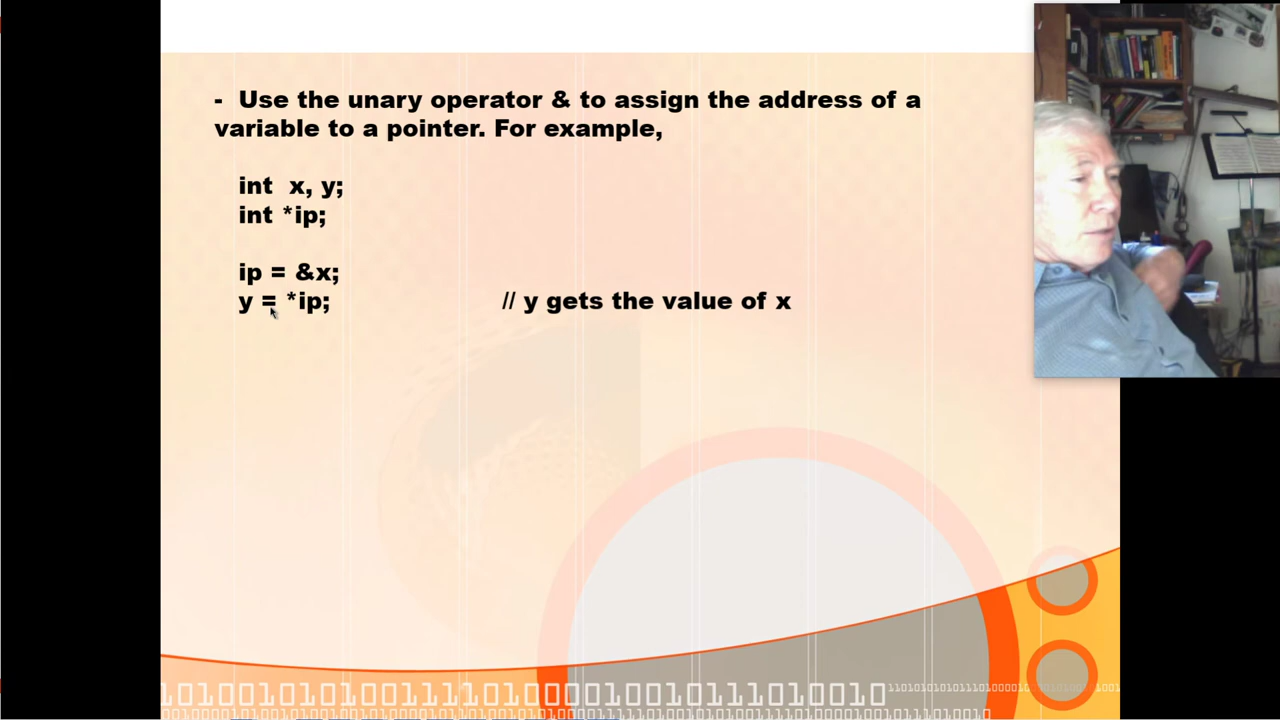 - Use the unary operator & to assign the address of a
variable to a pointer. For example,
int x, y;
int *ip;
ip = &x;
y = *ip; // y gets the value of x